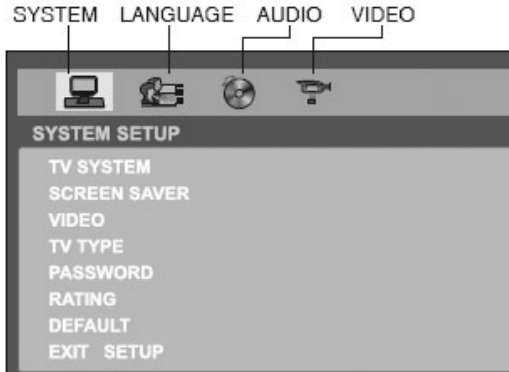 SYSTEM LANGUAGE AUDIO VIDEO
SYSTEM SETUP
TV SYSTEM
SCREEN SAVER
VIDEO
TV TYPE
PASSWORD
RATING
DEFAULT
EXIT SETUP